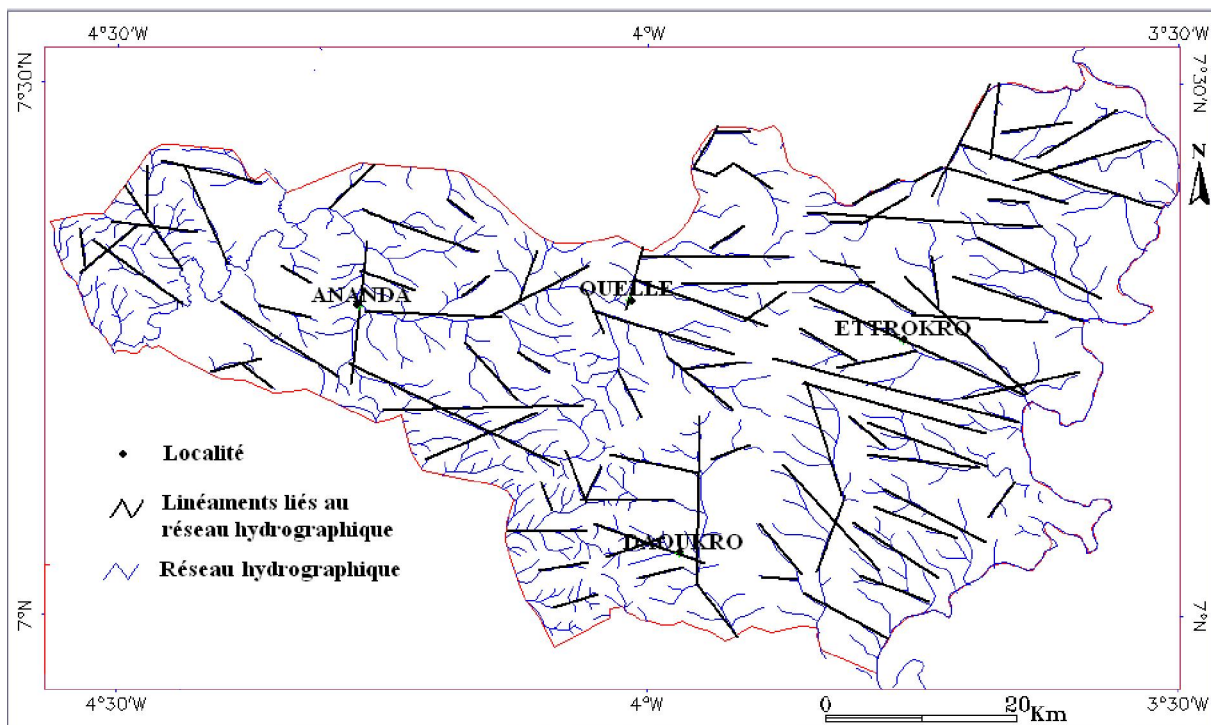 4°30'W
4°W
3°30'W
7°30'N
7°30'N
N
ANANDA
OUELLE
ETTROKRO
Localité
Linéaments liés au
réseau hydrographique
DAOUKRO
Réseau hydrographique
7°N
7°N
4°30'W
4°W
3°30'W
0 20
Km